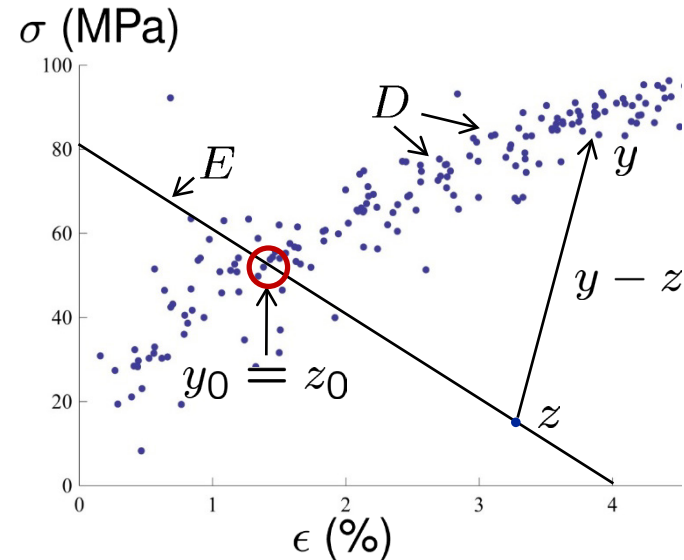 σ (MPa)
100
80
60
40
20
0
D
E
y
y − z
y₀ = z₀
z
0 1 2 3 4
ϵ (%)